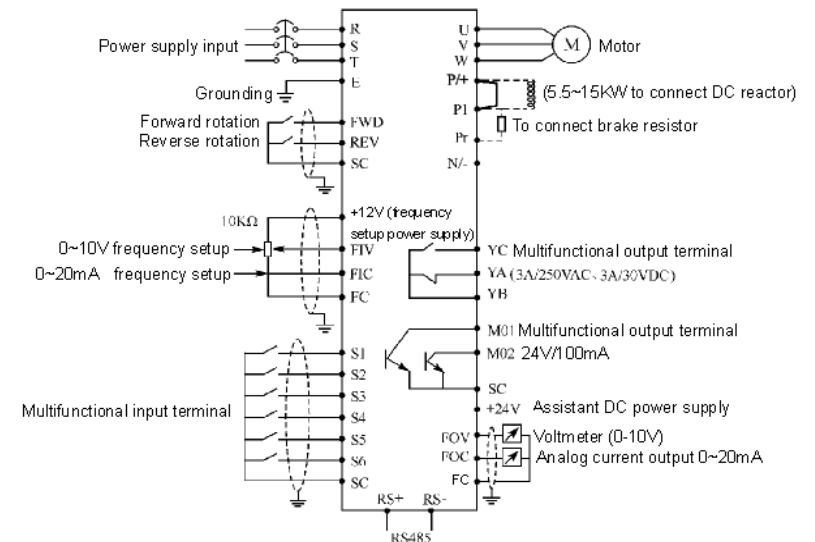 Power supply input
R
S
T
E
Grounding
Forward rotation
Reverse rotation
FWD
REV
SC
10KΩ
+12V (frequency
setup power supply)
0~10V frequency setup
FIV
0~20mA frequency setup
FIC
FC
Multifunctional input terminal
S1
S2
S3
S4
S5
S6
SC
RS+ RS-
RS485
U
V
W
M Motor
P/+
(5.5~15KW to connect DC reactor)
P1
To connect brake resistor
Pr
N/-
YC Multifunctional output terminal
YA (3A/250VAC、3A/30VDC)
YB
M01 Multifunctional output terminal
M02 24V/100mA
SC
+24V Assistant DC power supply
FOV Voltmeter (0-10V)
FOC Analog current output 0~20mA
FC